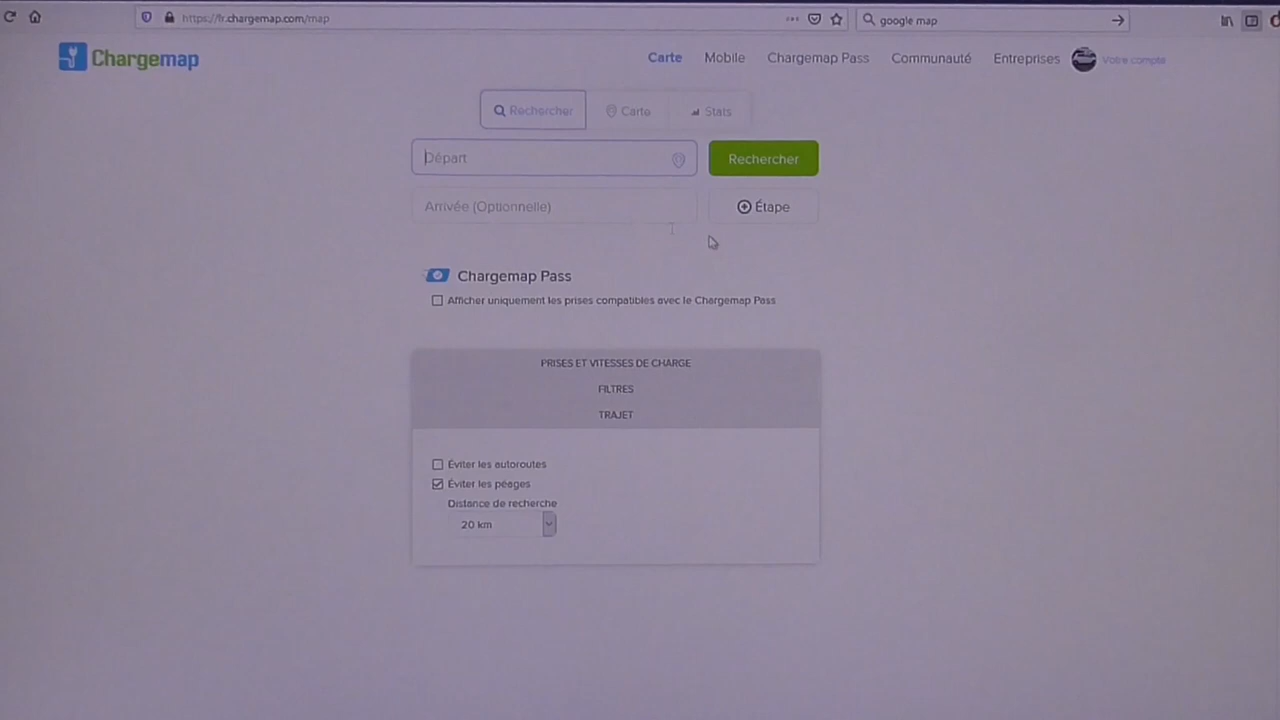 https://fr.chargemap.com/map
google map
Chargemap
Carte
Mobile
Chargemap Pass
Communauté
Entreprises
Votre compte
Rechercher
Carte
Stats
Départ
Rechercher
Arrivée (Optionnelle)
Étape
Chargemap Pass
Afficher uniquement les prises compatibles avec le Chargemap Pass
PRISES ET VITESSES DE CHARGE
FILTRES
TRAJET
Éviter les autoroutes
Éviter les péages
Distance de recherche
20 km